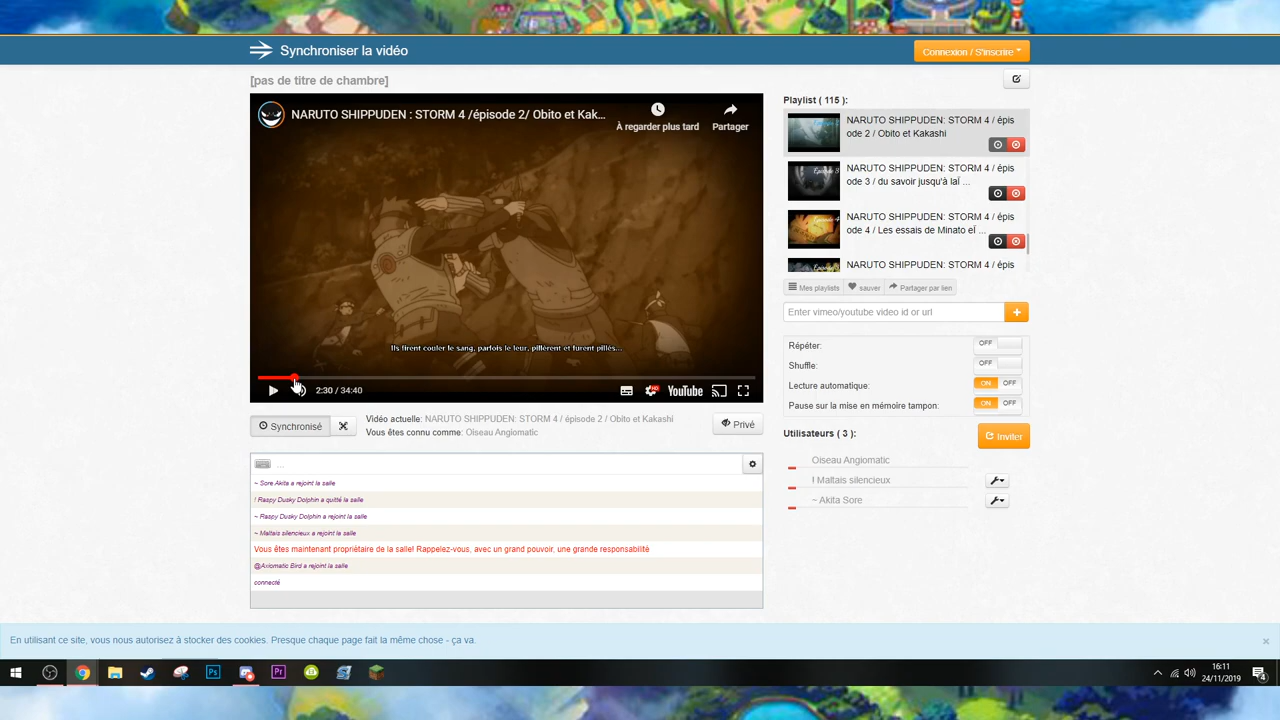 Synchroniser la vidéo
Connexion / S'inscrire
[pas de titre de chambre]
NARUTO SHIPPUDEN : STORM 4 /épisode 2/ Obito et Kak...
À regarder plus tard
Partager
Ils firent couler le sang, parfois le leur, pillèrent et furent pillés...
2:30 / 34:40
HD
YouTube
Playlist ( 115 ):
NARUTO SHIPPUDEN: STORM 4 / épis
ode 2 / Obito et Kakashi
Épisode 3
NARUTO SHIPPUDEN: STORM 4 / épis
ode 3 / du savoir jusqu'à laÏ ...
Épisode 4
NARUTO SHIPPUDEN: STORM 4 / épis
ode 4 / Les essais de Minato eÏ ...
NARUTO SHIPPUDEN: STORM 4 / épis
Mes playlists
sauver
Partager par lien
Enter vimeo/youtube video id or url
+
Répéter:
OFF
Shuffle:
OFF
Lecture automatique:
ON OFF
Pause sur la mise en mémoire tampon:
ON OFF
Synchronisé
Vidéo actuelle: NARUTO SHIPPUDEN: STORM 4 / épisode 2 / Obito et Kakashi
Vous êtes connu comme: Oiseau Angiomatic
Privé
Utilisateurs ( 3 ):
Inviter
Oiseau Angiomatic
! Maltais silencieux
~ Akita Sore
...
~ Sore Akita a rejoint la salle
! Raspy Dusky Dolphin a quitté la salle
~ Raspy Dusky Dolphin a rejoint la salle
~ Maltais silencieux a rejoint la salle
Vous êtes maintenant propriétaire de la salle! Rappelez-vous, avec un grand pouvoir, une grande responsabilité
@Axiomatic Bird a rejoint la salle
connecté
En utilisant ce site, vous nous autorisez à stocker des cookies. Presque chaque page fait la même chose - ça va.
×
Ps
Pr
16:11
24/11/2019
4